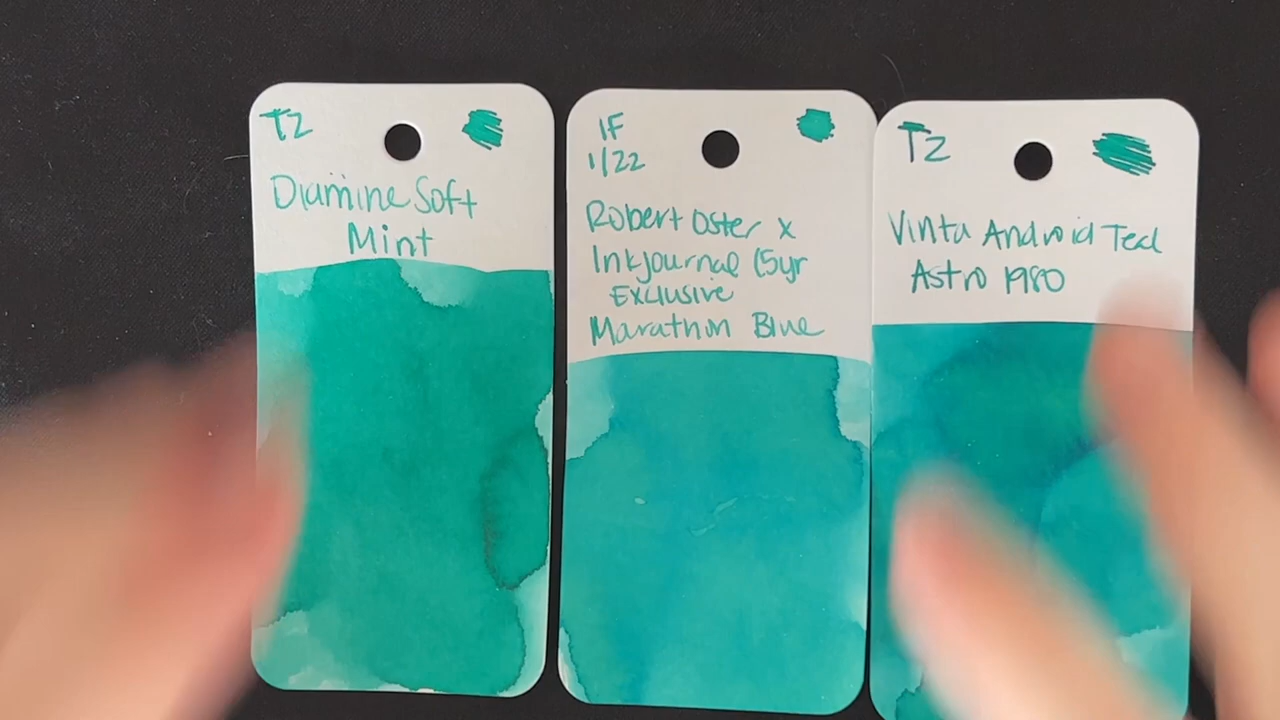 TZ
Diamine Soft
Mint
IF
1/22
Robert Oster x
Inkjournal (5yr
Exclusive
Marathon Blue
TZ
Vinta Android Teal
Astro 1980